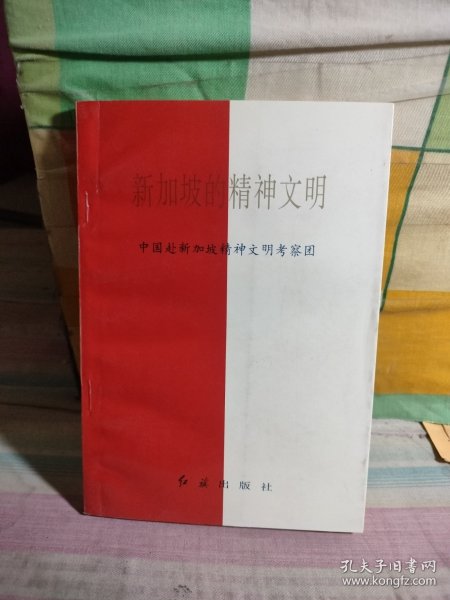 新加坡的精神文明
中国赴新加坡精神文明考察团
红旗出版社
孔夫子旧书网
www.kongfz.com